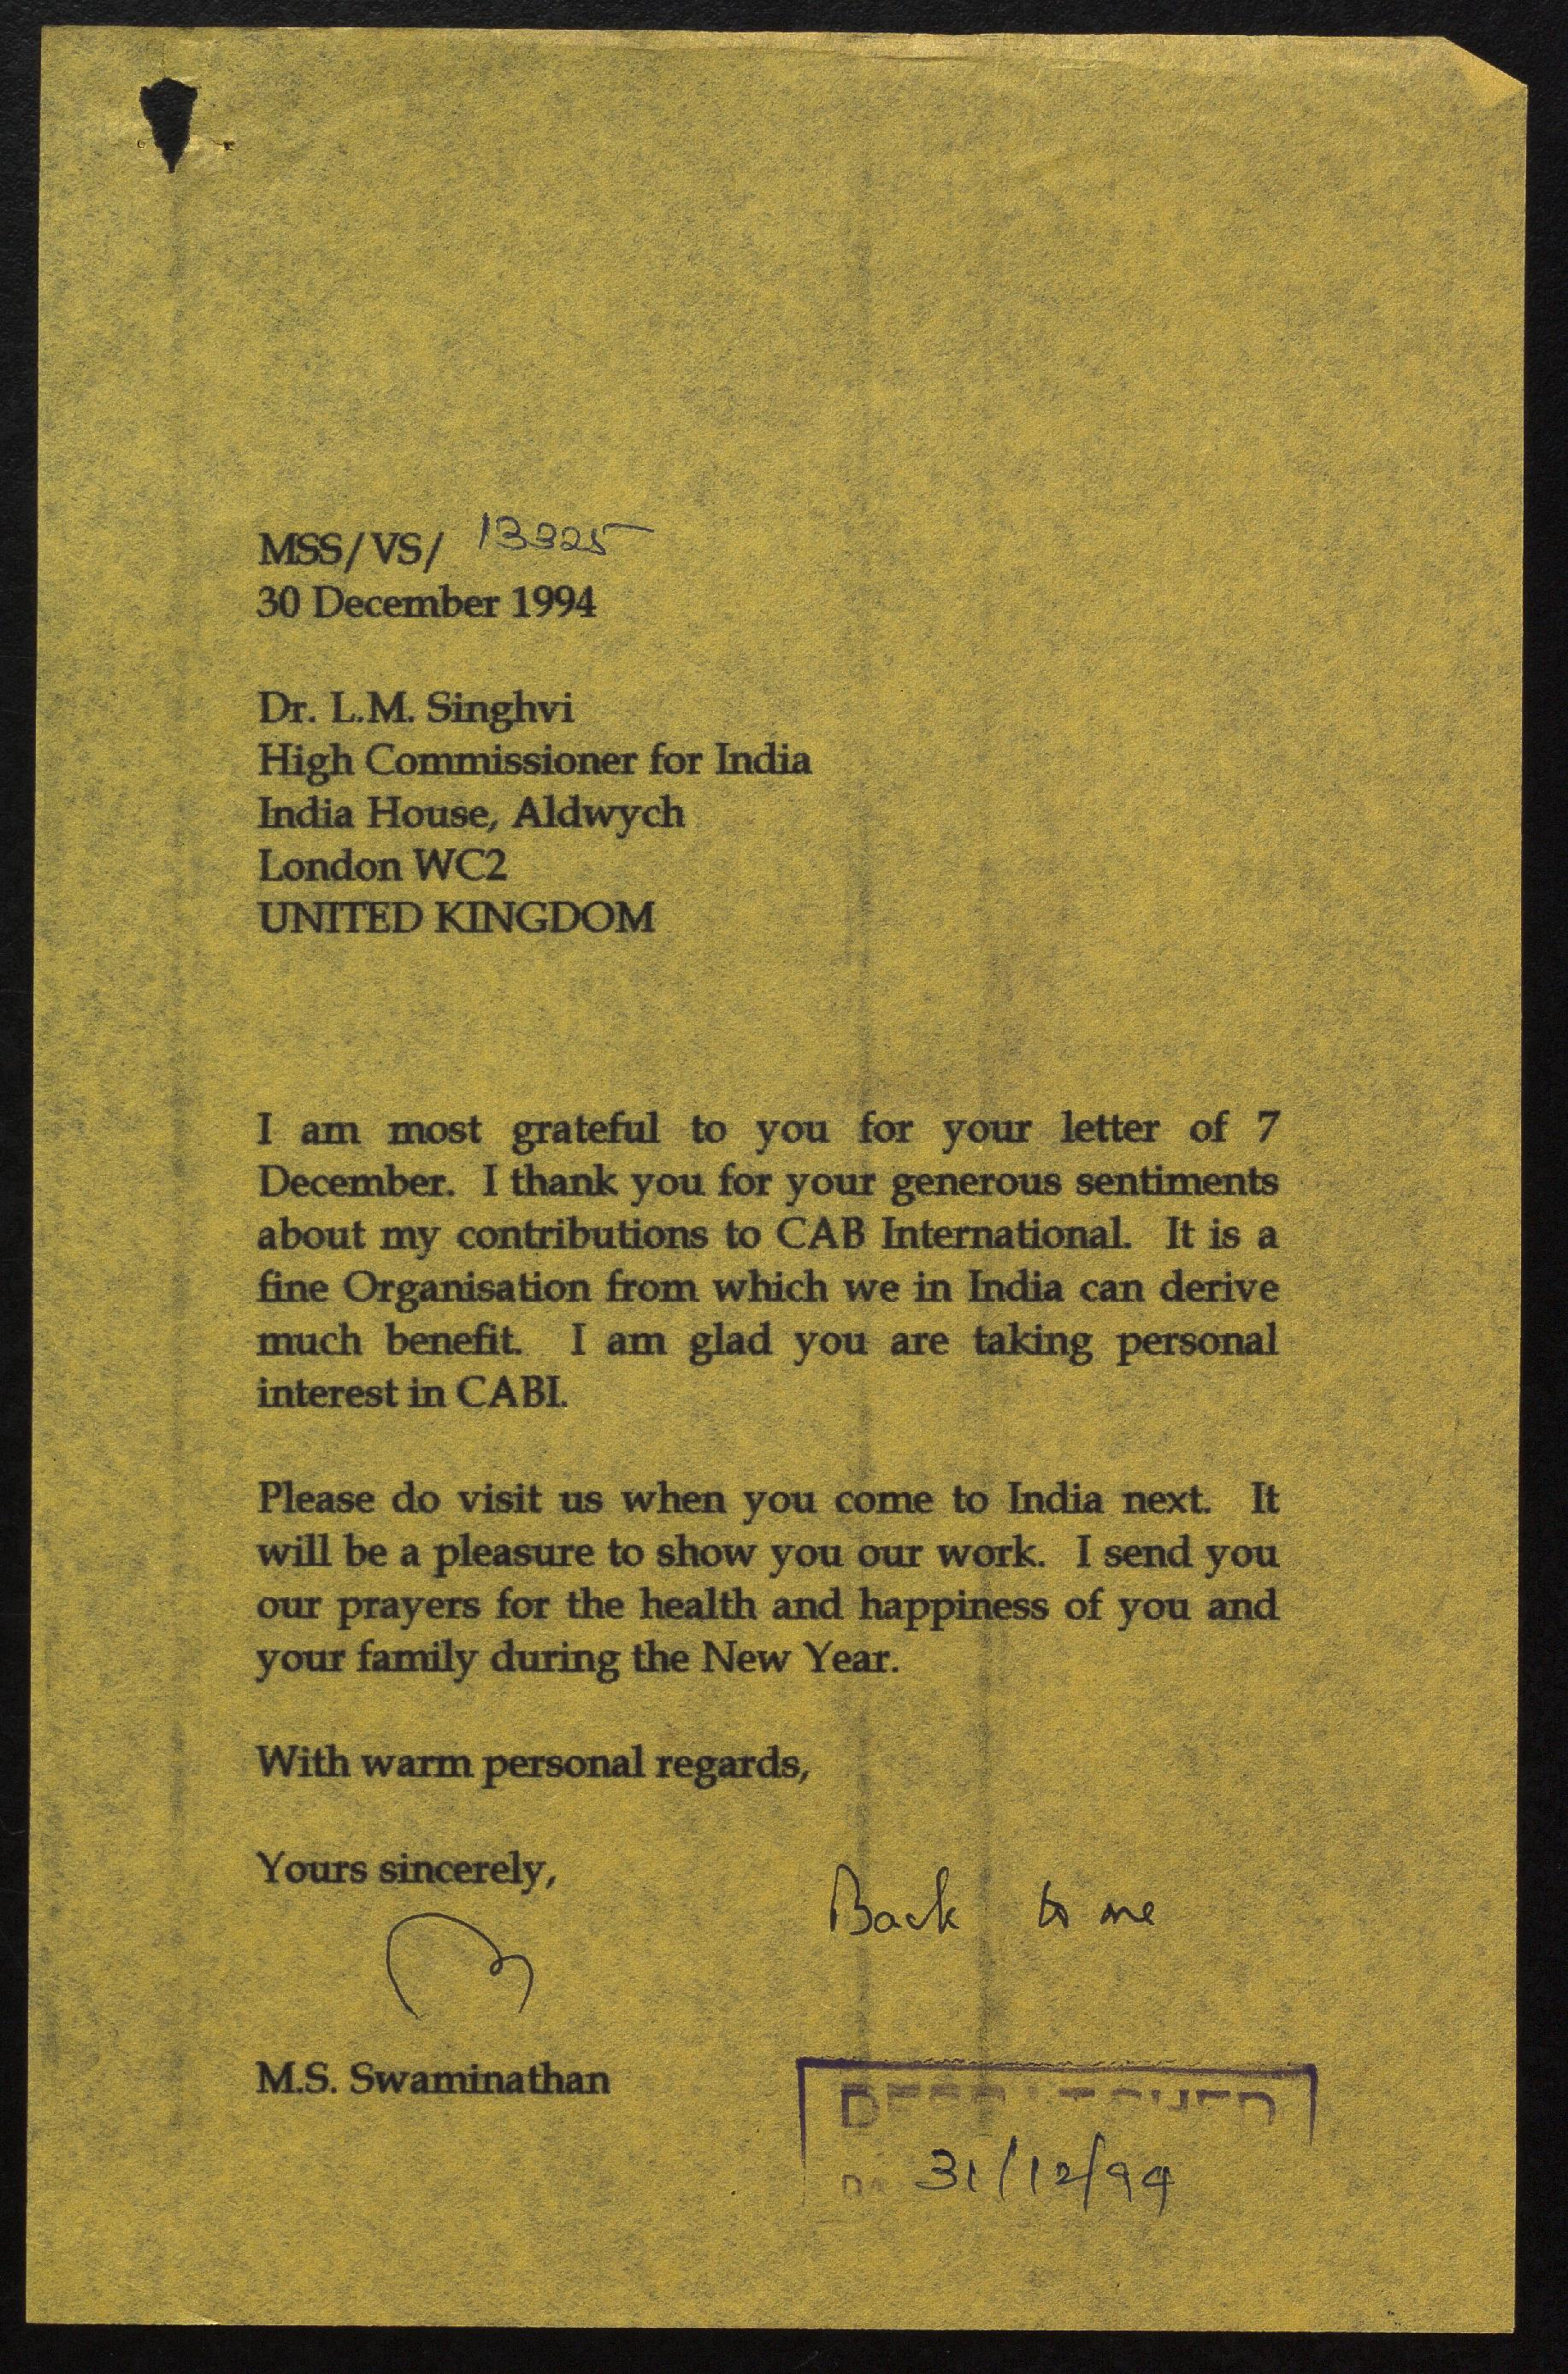 MSS/VS/ 13325
30 December 1994
Dr. L.M. Singhvi
High Commissioner for India
India House, Aldwych
London WC2
UNITED KINGDOM
I am most grateful to you for your letter of 7
December. I thank you for your generous sentiments
about my contributions to CAB International. It is a
fine Organisation from which we in India can derive
much benefit. I am glad you are taking personal
interest in CABI.
Please do visit us when you come to India next. It
will be a pleasure to show you our work. I send you
our prayers for the health and happiness of you and
your family during the New Year.
With warm personal regards,
Yours sincerely,
Back to me
M.S. Swaminathan
31/12/94